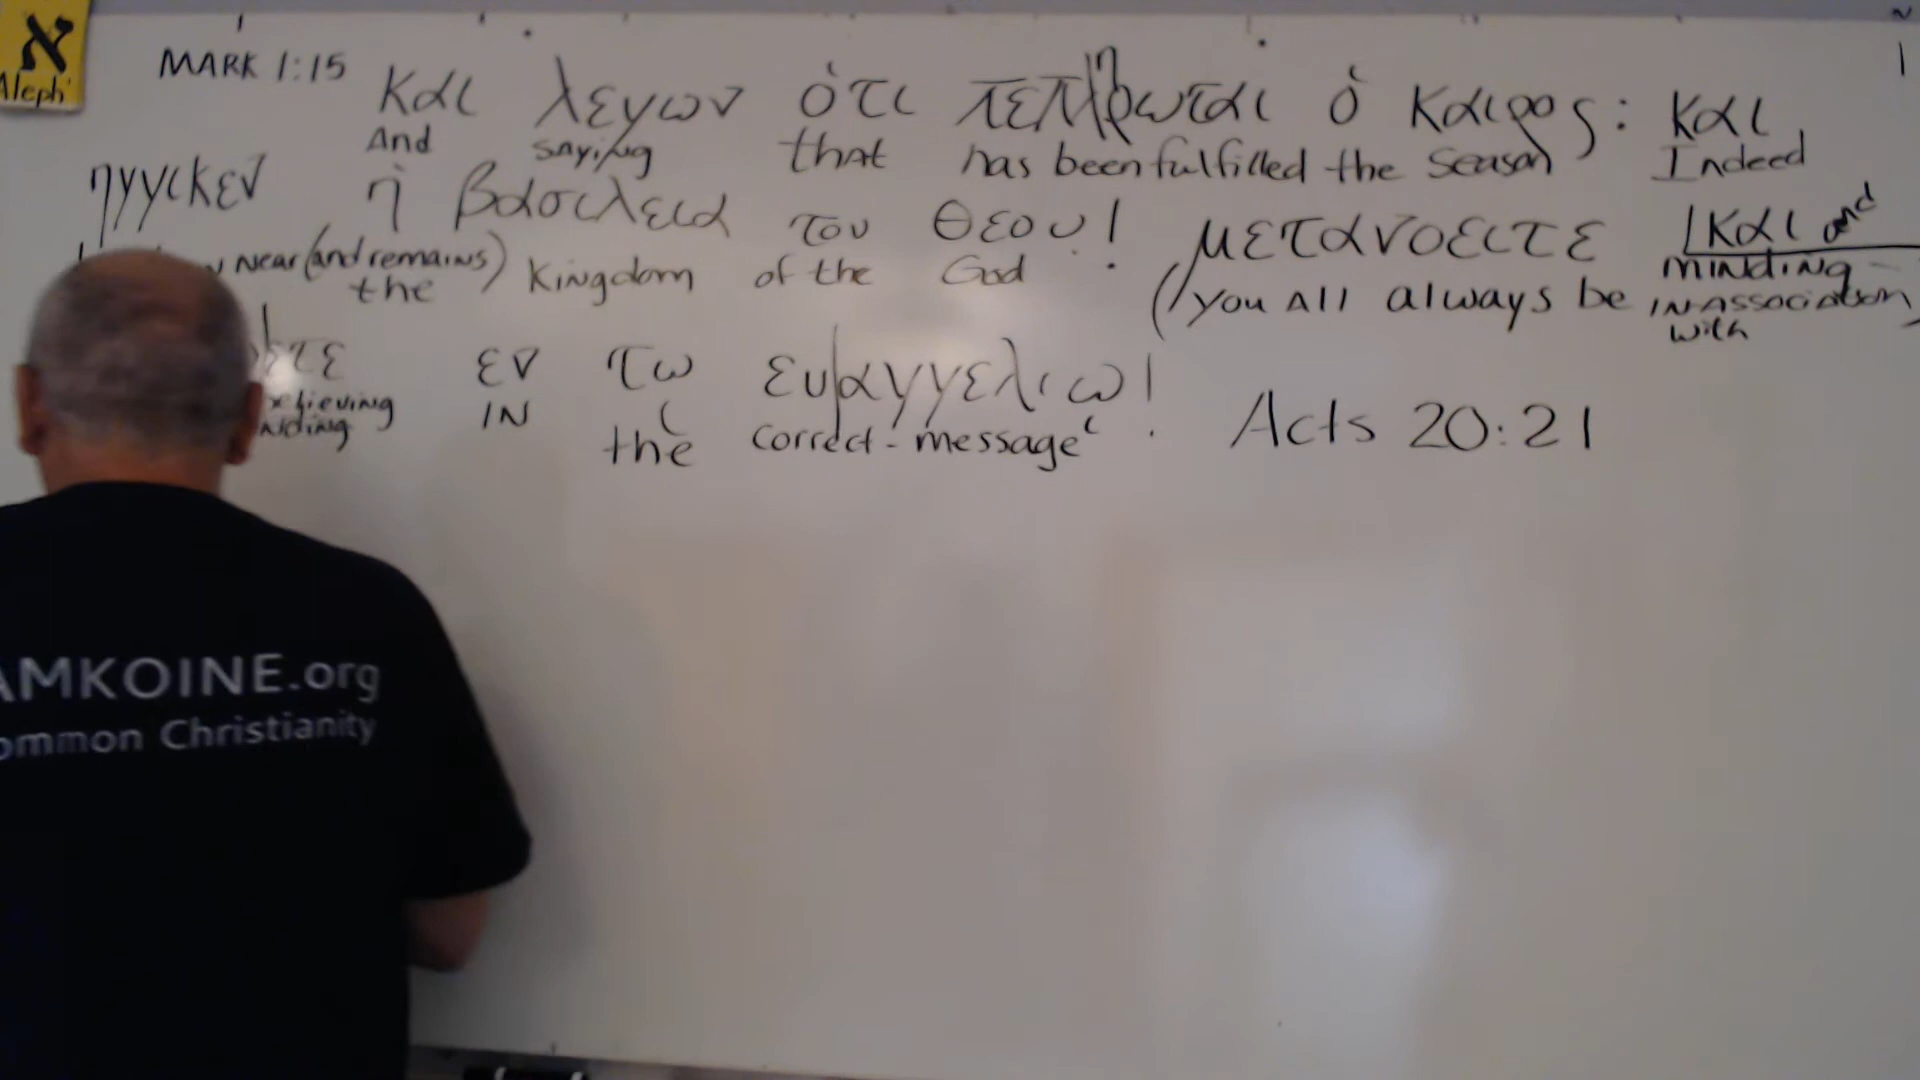 א
Aleph
MARK 1:15
και λεγων ὁτι πεπληρωται ὁ καιρος: και
And saying that has been fulfilled the Season Indeed
ηγγικεν ἡ βασιλεια του θεου! μετανοειτε και and
near (and remains) the Kingdom of the God (you All always be minding-
in-Association
with
τε εν τω ευαγγελιω! Acts 20:21
IN the correct-message
AMKOINE.org
ommon Christianity